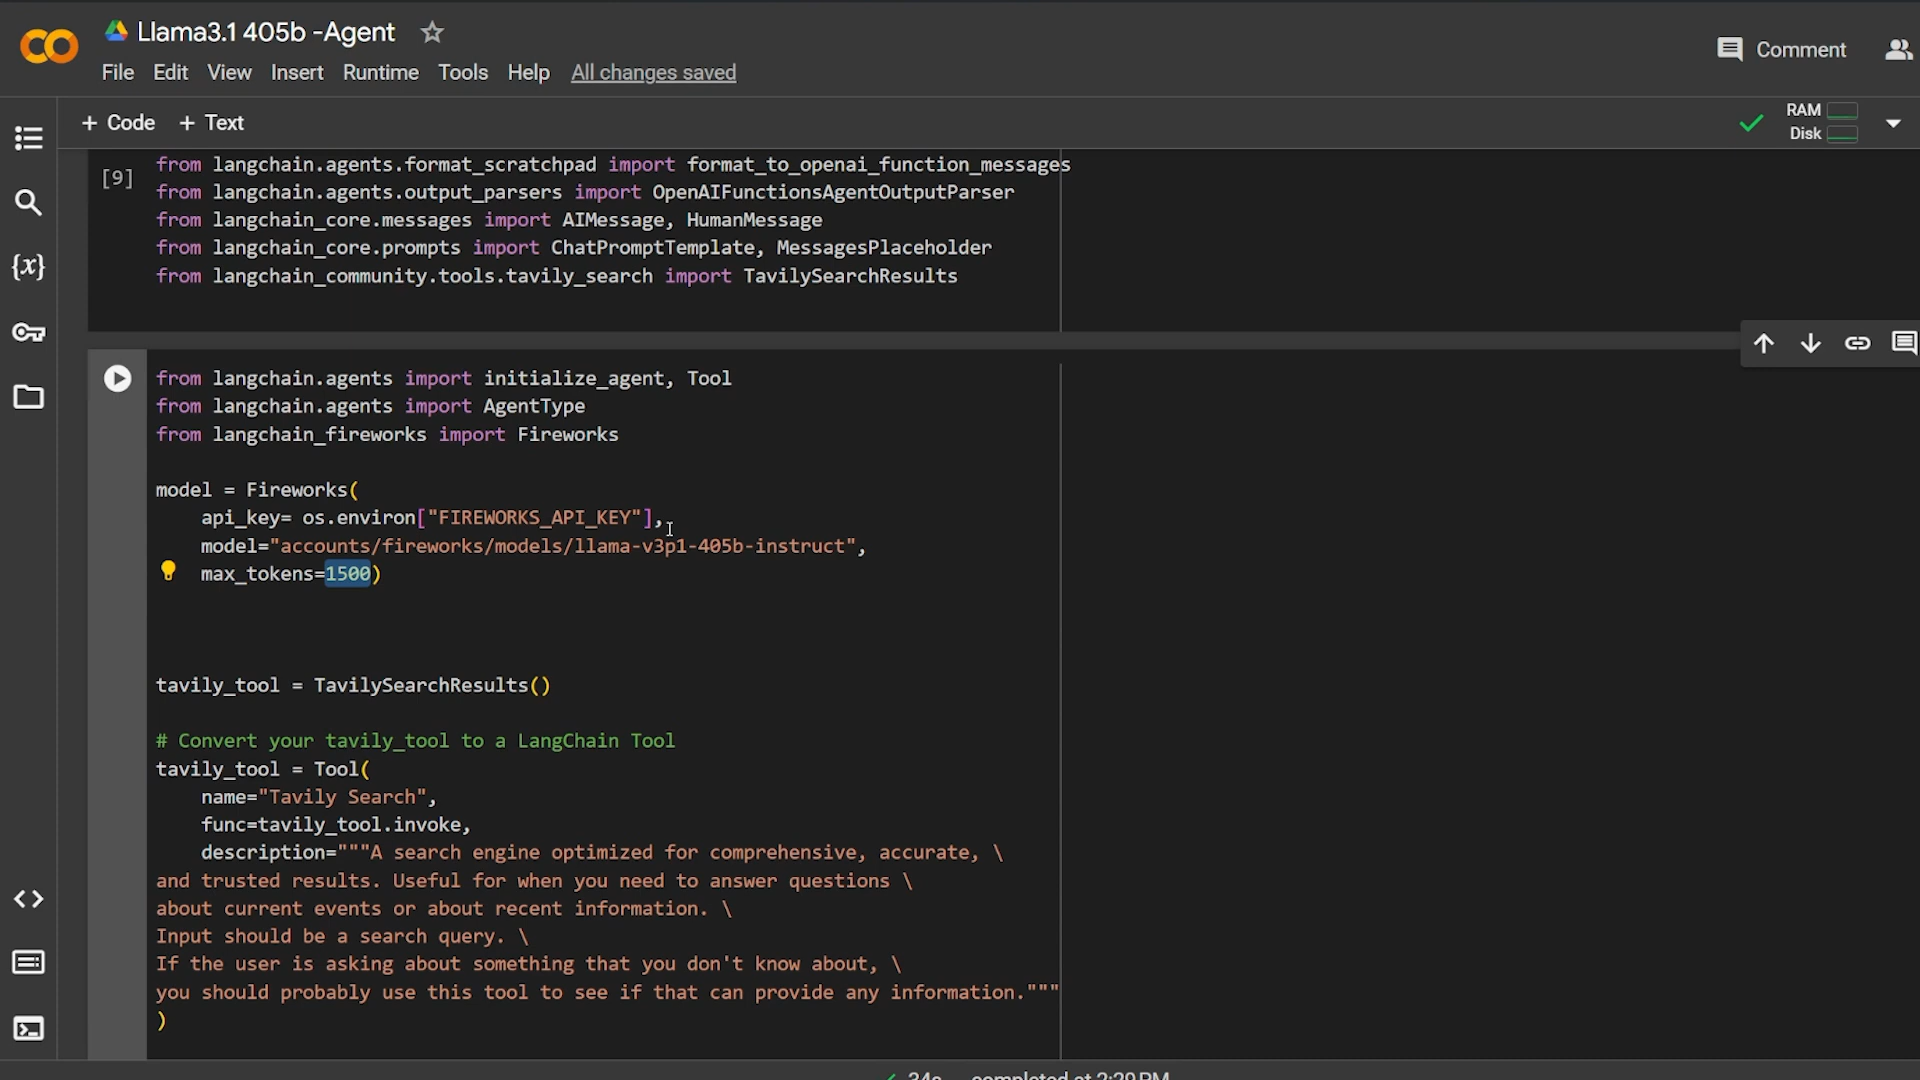 Llama3.1 405b -Agent
File Edit View Insert Runtime Tools Help All changes saved
Comment
+ Code + Text
RAM
Disk
[9]
from langchain.agents.format_scratchpad import format_to_openai_function_messages
from langchain.agents.output_parsers import OpenAIFunctionsAgentOutputParser
from langchain_core.messages import AIMessage, HumanMessage
from langchain_core.prompts import ChatPromptTemplate, MessagesPlaceholder
from langchain_community.tools.tavily_search import TavilySearchResults
{x}
from langchain.agents import initialize_agent, Tool
from langchain.agents import AgentType
from langchain_fireworks import Fireworks
model = Fireworks(
    api_key= os.environ["FIREWORKS_API_KEY"],
    model="accounts/fireworks/models/llama-v3p1-405b-instruct",
    max_tokens=1500)
tavily_tool = TavilySearchResults()
# Convert your tavily_tool to a LangChain Tool
tavily_tool = Tool(
    name="Tavily Search",
    func=tavily_tool.invoke,
    description="""A search engine optimized for comprehensive, accurate, \
and trusted results. Useful for when you need to answer questions \
about current events or about recent information. \
Input should be a search query. \
If the user is asking about something that you don't know about, \
you should probably use this tool to see if that can provide any information."""
)
34s completed at 2:29 PM